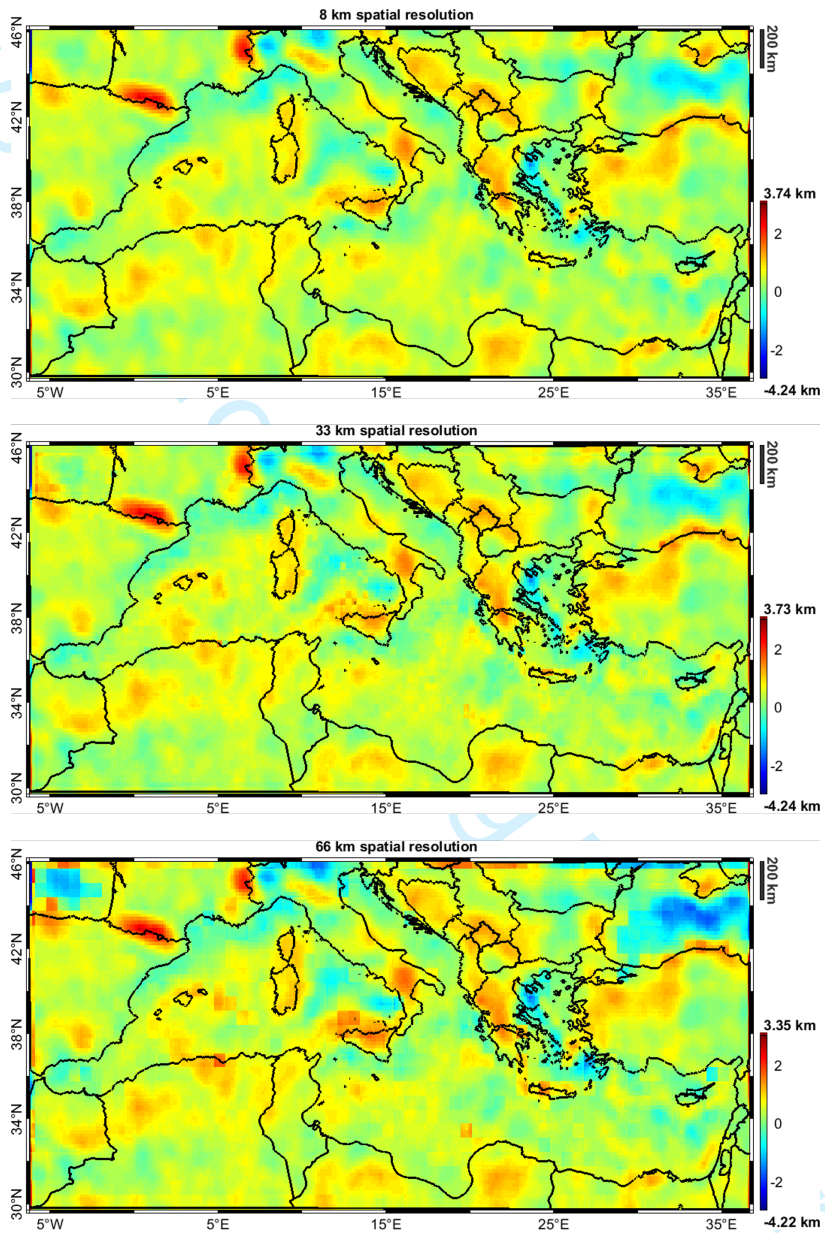 8 km spatial resolution
46°N
42°N
38°N
34°N
30°N
5°W
5°E
15°E
25°E
35°E
200 km
3.74 km
2
0
-2
-4.24 km
33 km spatial resolution
46°N
42°N
38°N
34°N
30°N
5°W
5°E
15°E
25°E
35°E
200 km
3.73 km
2
0
-2
-4.24 km
66 km spatial resolution
46°N
42°N
38°N
34°N
30°N
5°W
5°E
15°E
25°E
35°E
200 km
3.35 km
2
0
-2
-4.22 km